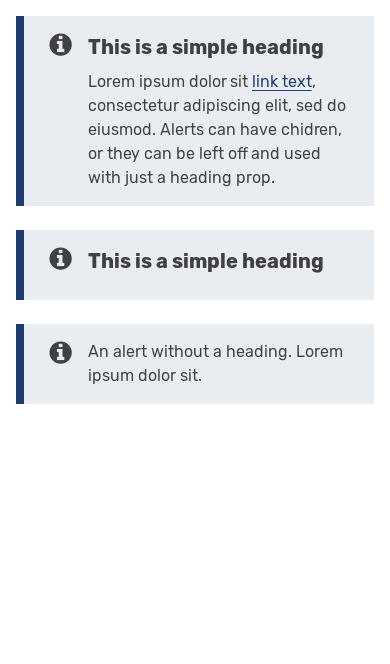 This is a simple heading
Lorem ipsum dolor sit link text,
consectetur adipiscing elit, sed do
eiusmod. Alerts can have chidren,
or they can be left off and used
with just a heading prop.
This is a simple heading
An alert without a heading. Lorem
ipsum dolor sit.